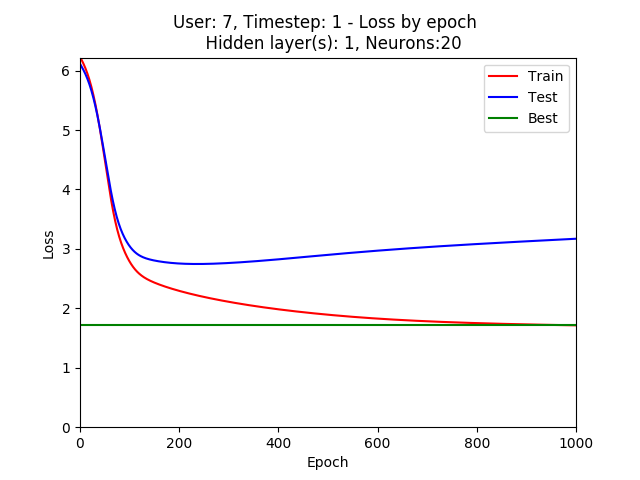 User: 7, Timestep: 1 - Loss by epoch
Hidden layer(s): 1, Neurons:20
Train
Test
Best
6
5
4
3
2
1
0
Loss
0 200 400 600 800 1000
Epoch